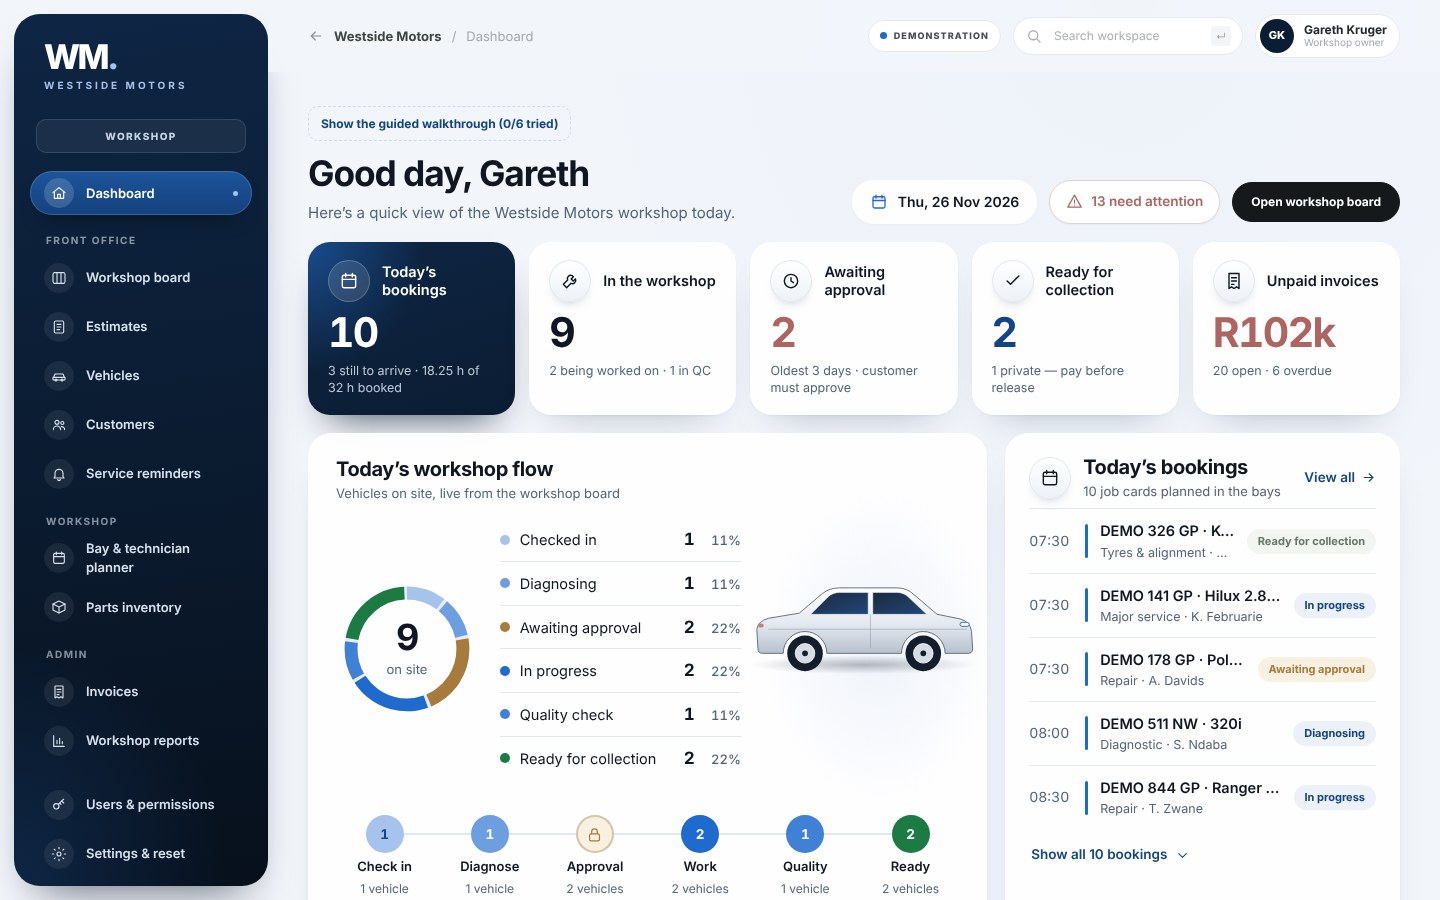 WM.
WESTSIDE MOTORS
WORKSHOP
Dashboard
FRONT OFFICE
Workshop board
Estimates
Vehicles
Customers
Service reminders
WORKSHOP
Bay & technician
planner
Parts inventory
ADMIN
Invoices
Workshop reports
Users & permissions
Settings & reset
Westside Motors / Dashboard
DEMONSTRATION
Search workspace
GK
Gareth Kruger
Workshop owner
Show the guided walkthrough (0/6 tried)
Good day, Gareth
Here’s a quick view of the Westside Motors workshop today.
Thu, 26 Nov 2026
13 need attention
Open workshop board
Today’s
bookings
10
3 still to arrive · 18.25 h of
32 h booked
In the workshop
9
2 being worked on · 1 in QC
Awaiting
approval
2
Oldest 3 days · customer
must approve
Ready for
collection
2
1 private — pay before
release
Unpaid invoices
R102k
20 open · 6 overdue
Today’s workshop flow
Vehicles on site, live from the workshop board
9
on site
Checked in 1 11%
Diagnosing 1 11%
Awaiting approval 2 22%
In progress 2 22%
Quality check 1 11%
Ready for collection 2 22%
1
Check in
1 vehicle
1
Diagnose
1 vehicle
Approval
2 vehicles
2
Work
2 vehicles
1
Quality
1 vehicle
2
Ready
2 vehicles
Today’s bookings
10 job cards planned in the bays
View all
07:30
DEMO 326 GP · K...
Tyres & alignment · ...
Ready for collection
07:30
DEMO 141 GP · Hilux 2.8...
Major service · K. Februarie
In progress
07:30
DEMO 178 GP · Pol...
Repair · A. Davids
Awaiting approval
08:00
DEMO 511 NW · 320i
Diagnostic · S. Ndaba
Diagnosing
08:30
DEMO 844 GP · Ranger ...
Repair · T. Zwane
In progress
Show all 10 bookings